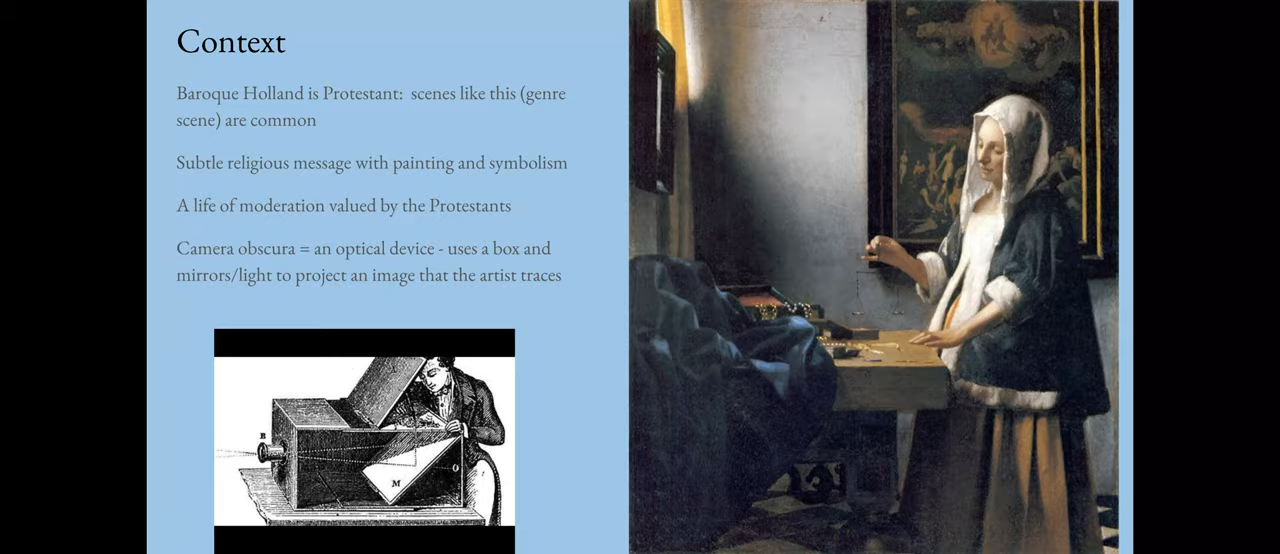 Context
Baroque Holland is Protestant:  scenes like this (genre
scene) are common
Subtle religious message with painting and symbolism
A life of moderation valued by the Protestants
Camera obscura = an optical device - uses a box and
mirrors/light to project an image that the artist traces
B
M
O